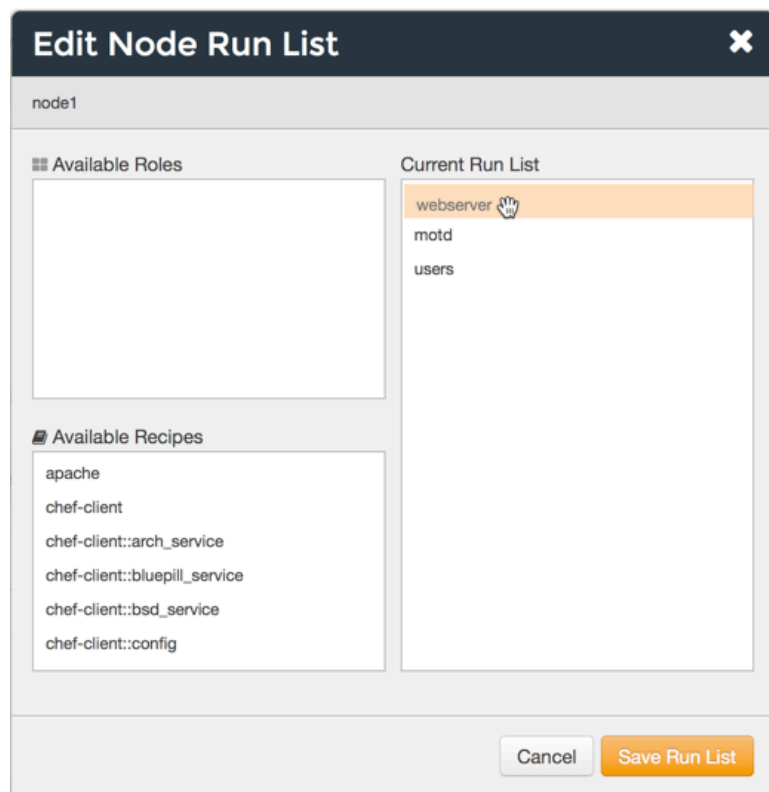 Edit Node Run List
node1
Available Roles
Current Run List
webserver
motd
users
Available Recipes
apache
chef-client
chef-client::arch_service
chef-client::bluepill_service
chef-client::bsd_service
chef-client::config
Cancel
Save Run List